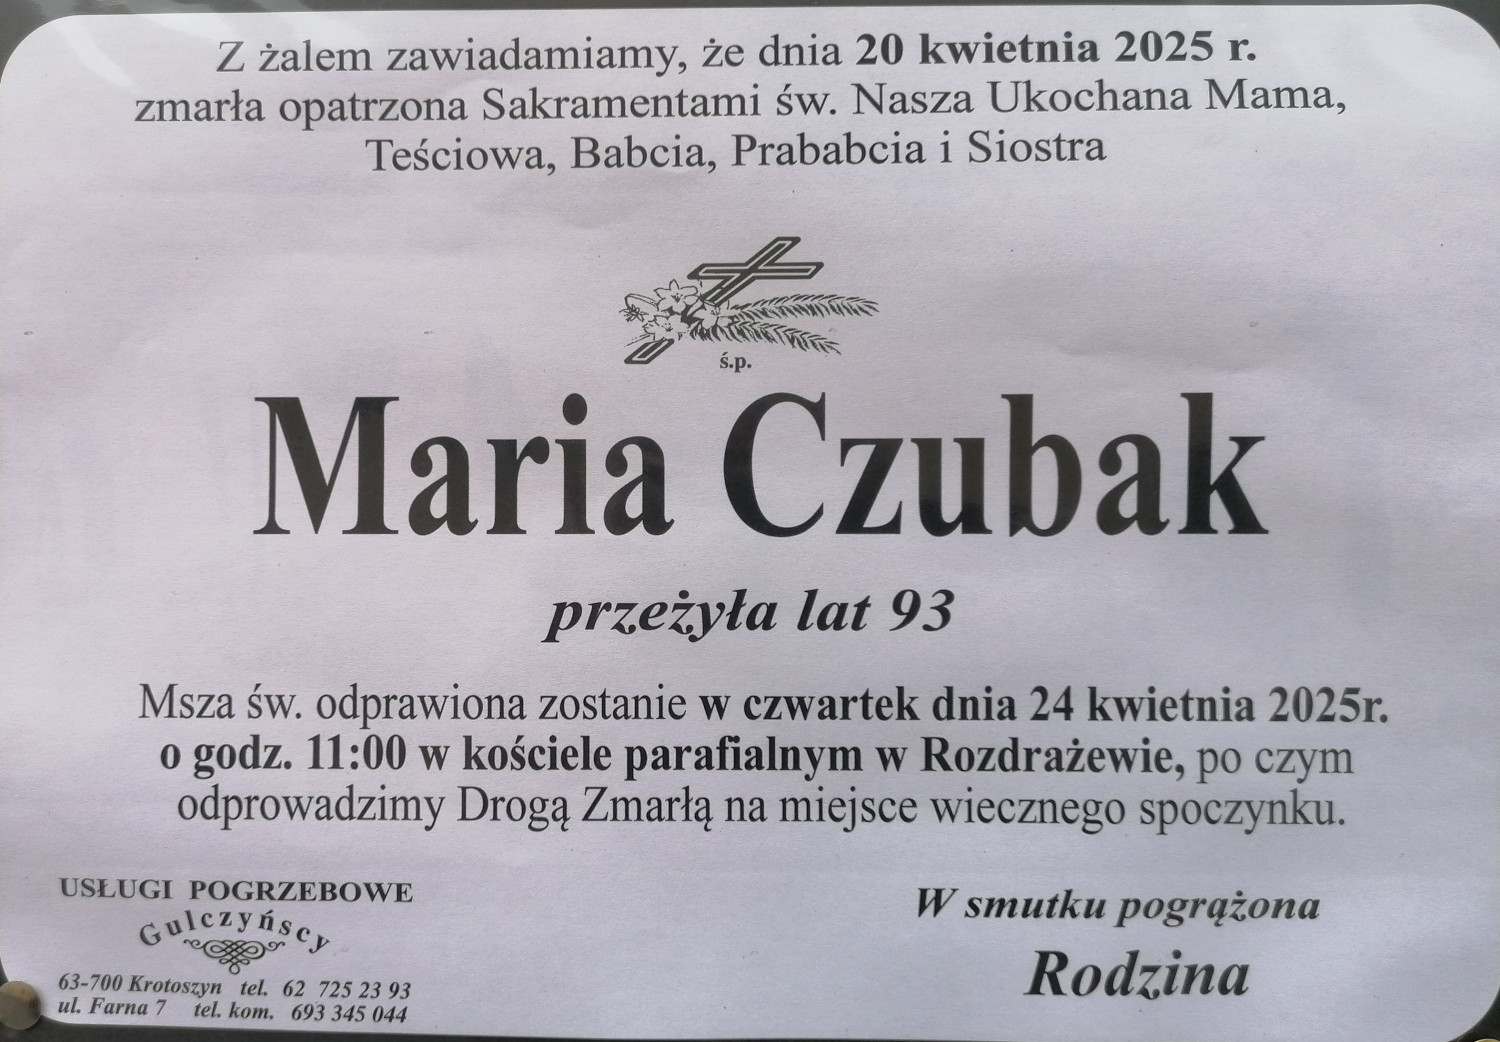 Z żalem zawiadamiamy, że dnia 20 kwietnia 2025 r.
zmarła opatrzona Sakramentami św. Nasza Ukochana Mama,
Teściowa, Babcia, Prababcia i Siostra
ś.p.
Maria Czubak
przeżyła lat 93
Msza św. odprawiona zostanie w czwartek dnia 24 kwietnia 2025r.
o godz. 11:00 w kościele parafialnym w Rozdrażewie, po czym
odprowadzimy Drogą Zmarłą na miejsce wiecznego spoczynku.
USŁUGI POGRZEBOWE
Gulczyńscy
63-700 Krotoszyn tel. 62 725 23 93
ul. Farna 7 tel. kom. 693 345 044
W smutku pogrążona
Rodzina